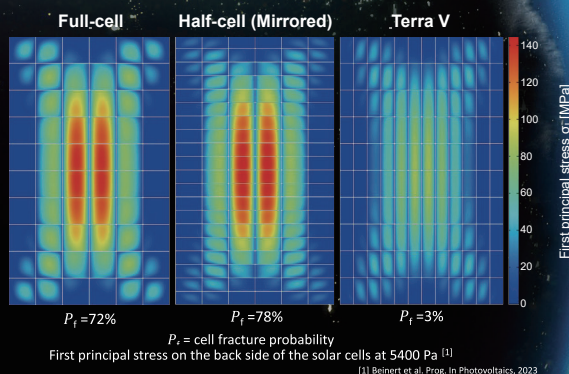 Full-cell
Half-cell (Mirrored)
Terra V
140
120
100
80
60
40
20
0
First principal stress σ₁ [MPa]
P_f =72%
P_f =78%
P_f =3%
P_f = cell fracture probability
First principal stress on the back side of the solar cells at 5400 Pa [1]
[1] Beinert et al. Prog. In Photovoltaics, 2023